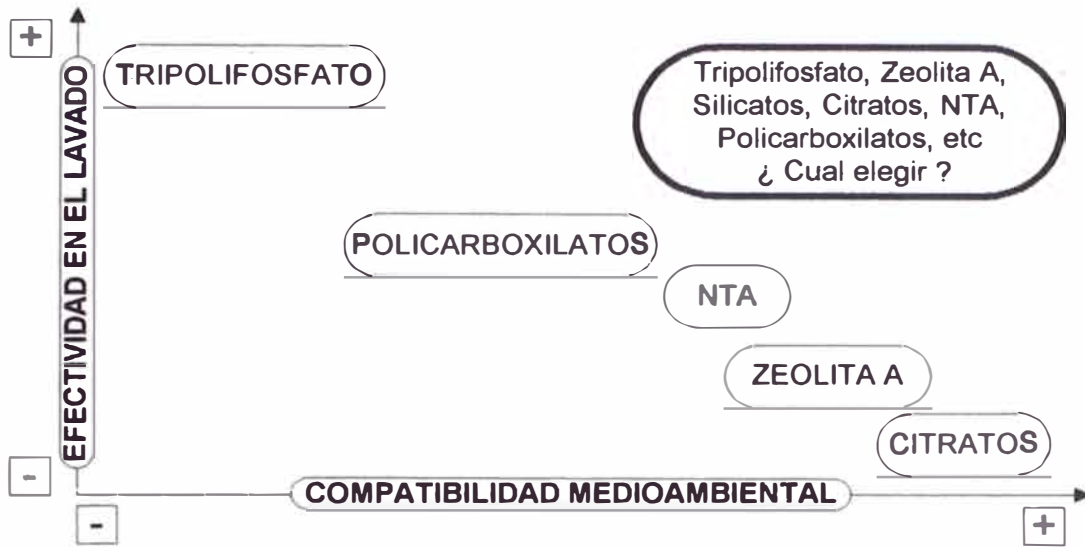 +
TRIPOLIFOSFATO
Tripolifosfato, Zeolita A,
Silicatos, Citratos, NTA,
Policarboxilatos, etc
¿ Cual elegir ?
EFECTIVIDAD EN EL LAVADO
POLICARBOXILATOS
NTA
ZEOLITA A
CITRATOS
-
COMPATIBILIDAD MEDIOAMBIENTAL
-
+